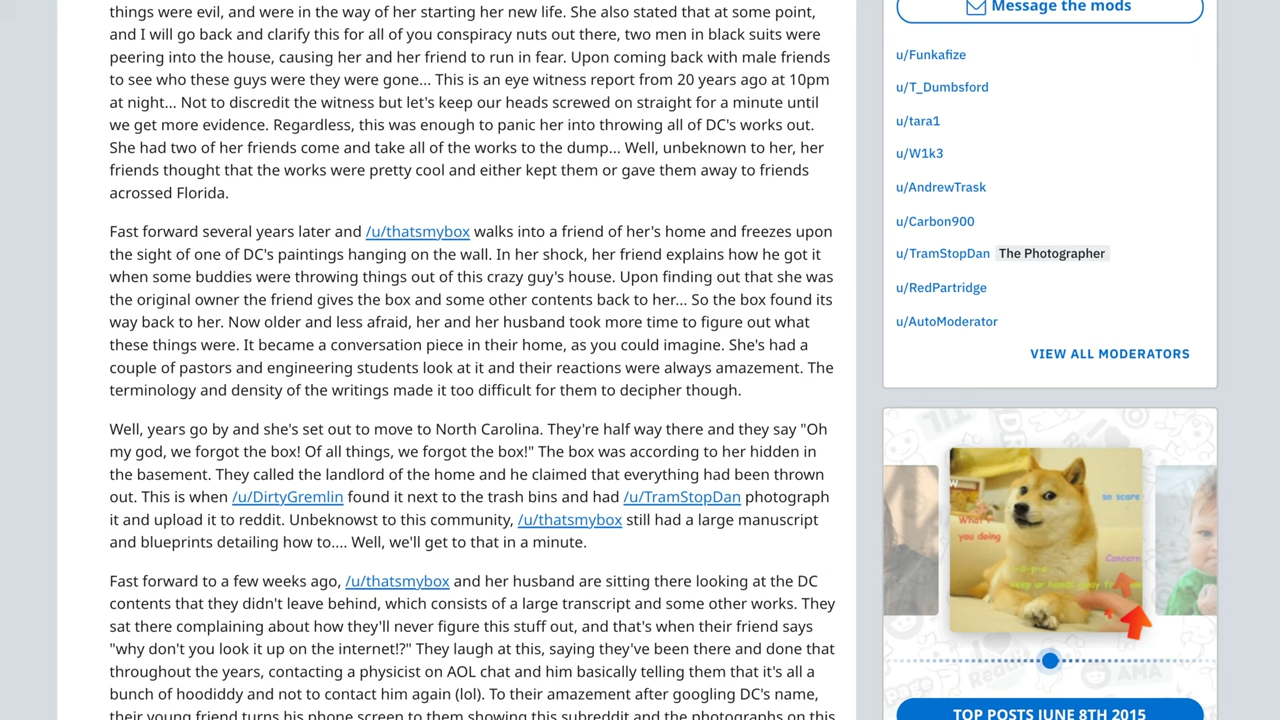 things were evil, and were in the way of her starting her new life. She also stated that at some point,
and I will go back and clarify this for all of you conspiracy nuts out there, two men in black suits were
peering into the house, causing her and her friend to run in fear. Upon coming back with male friends
to see who these guys were they were gone... This is an eye witness report from 20 years ago at 10pm
at night... Not to discredit the witness but let's keep our heads screwed on straight for a minute until
we get more evidence. Regardless, this was enough to panic her into throwing all of DC's works out.
She had two of her friends come and take all of the works to the dump... Well, unbeknown to her, her
friends thought that the works were pretty cool and either kept them or gave them away to friends
acrossed Florida.
Fast forward several years later and /u/thatsmybox walks into a friend of her's home and freezes upon
the sight of one of DC's paintings hanging on the wall. In her shock, her friend explains how he got it
when some buddies were throwing things out of this crazy guy's house. Upon finding out that she was
the original owner the friend gives the box and some other contents back to her... So the box found its
way back to her. Now older and less afraid, her and her husband took more time to figure out what
these things were. It became a conversation piece in their home, as you could imagine. She's had a
couple of pastors and engineering students look at it and their reactions were always amazement. The
terminology and density of the writings made it too difficult for them to decipher though.
Well, years go by and she's set out to move to North Carolina. They're half way there and they say "Oh
my god, we forgot the box! Of all things, we forgot the box!" The box was according to her hidden in
the basement. They called the landlord of the home and he claimed that everything had been thrown
out. This is when /u/DirtyGremlin found it next to the trash bins and had /u/TramStopDan photograph
it and upload it to reddit. Unbeknowst to this community, /u/thatsmybox still had a large manuscript
and blueprints detailing how to.... Well, we'll get to that in a minute.
Fast forward to a few weeks ago, /u/thatsmybox and her husband are sitting there looking at the DC
contents that they didn't leave behind, which consists of a large transcript and some other works. They
sat there complaining about how they'll never figure this stuff out, and that's when their friend says
"why don't you look it up on the internet!?" They laugh at this, saying they've been there and done that
throughout the years, contacting a physicist on AOL chat and him basically telling them that it's all a
bunch of hoodiddy and not to contact him again (lol). To their amazement after googling DC's name,
their young friend turns his phone screen to them showing this subreddit and the photographs on this
Message the mods
u/Funkafize
u/T_Dumbsford
u/tara1
u/W1k3
u/AndrewTrask
u/Carbon900
u/TramStopDan The Photographer
u/RedPartridge
u/AutoModerator
VIEW ALL MODERATORS
so scare
What r
you doing
Concern
TOP POSTS JUNE 8TH 2015